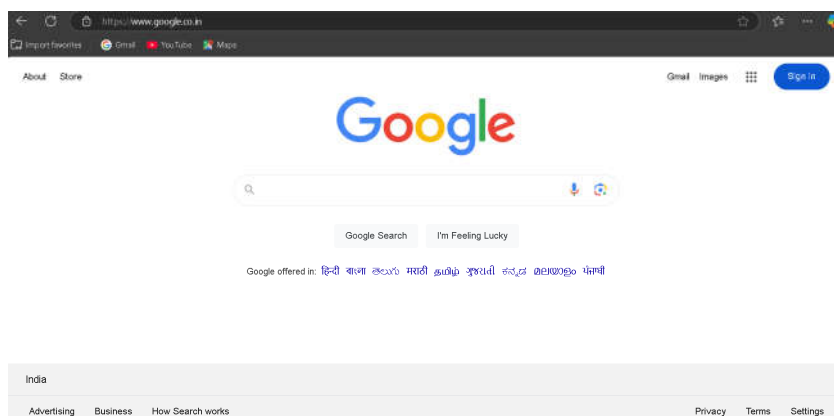 https://www.google.co.in
Import favorites Gmail YouTube Maps
About Store Gmail Images Sign in
Google
Google Search I'm Feeling Lucky
Google offered in: हिन्दी বাংলা తెలుగు मराठी தமிழ் ગુજરાતી ಕನ್ನಡ മലയാളം ਪੰਜਾਬੀ
India
Advertising Business How Search works Privacy Terms Settings